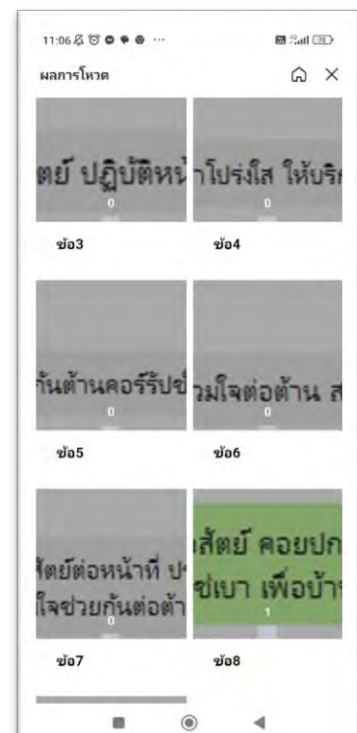 11:06
ผลการโหวต
ตย์ ปฏิบัติหน้
าโปร่งใส ให้บริก
0
0
ข้อ3
ข้อ4
กันต้านคอร์รัปชั
วมใจต่อต้าน ส
0
0
ข้อ5
ข้อ6
สัตย์ต่อหน้าที่ ปร
ใจช่วยกันต่อต้า
0
สัตย์ คอยปก
ช่เบา เพื่อบ้าน
1
ข้อ7
ข้อ8